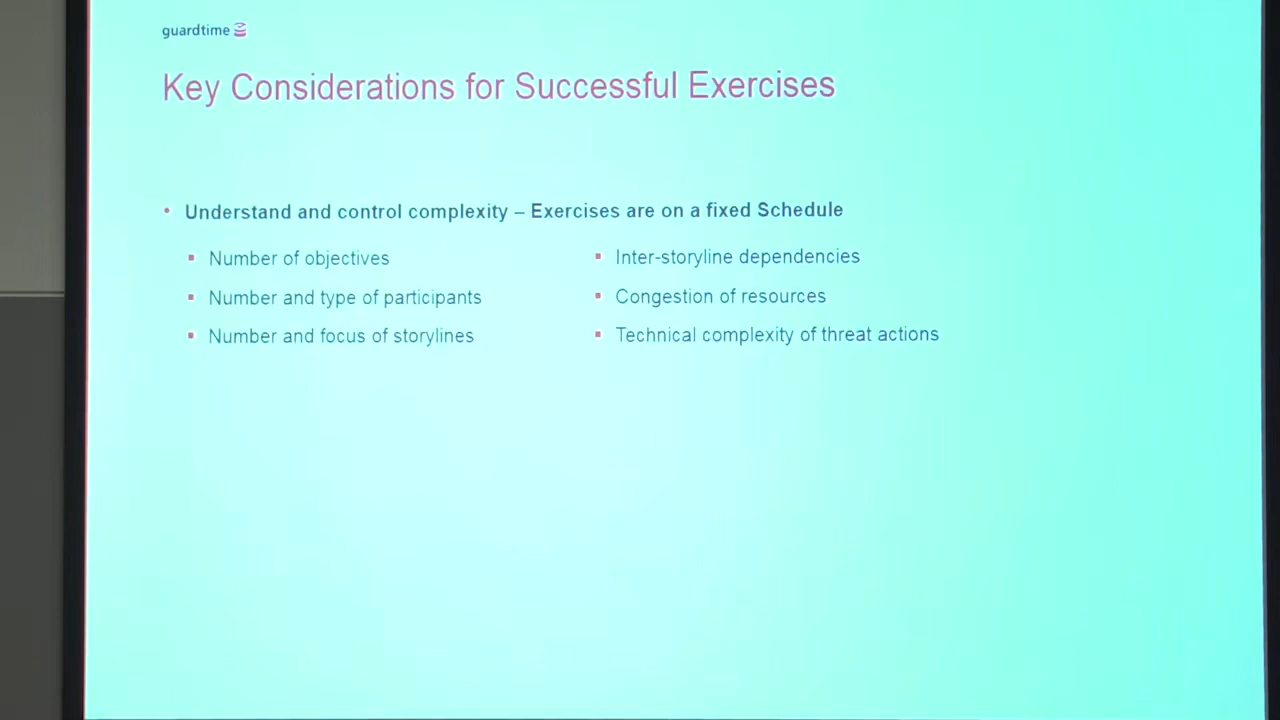 guardtime
Key Considerations for Successful Exercises
• Understand and control complexity – Exercises are on a fixed Schedule
▪ Number of objectives
▪ Number and type of participants
▪ Number and focus of storylines
▪ Inter-storyline dependencies
▪ Congestion of resources
▪ Technical complexity of threat actions